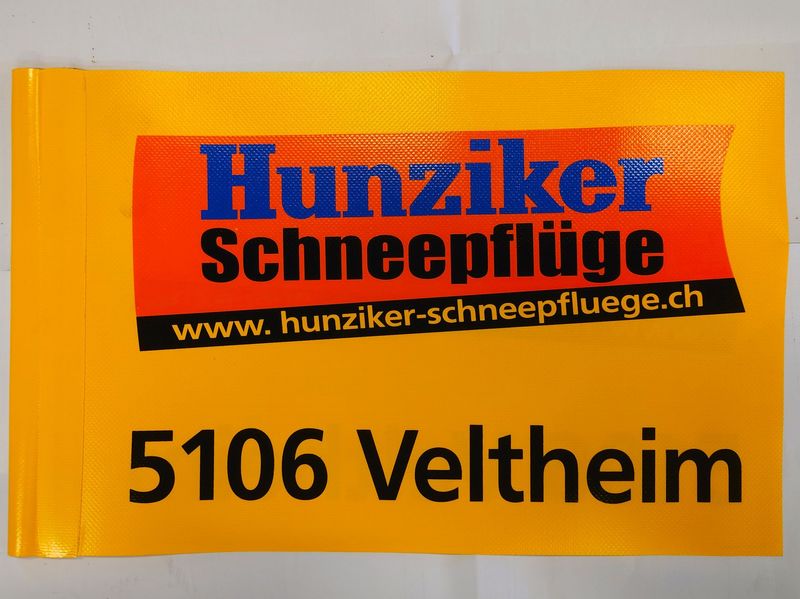 Hunziker
Schneepflüge
www. hunziker-schneepfluege.ch
5106 Veltheim